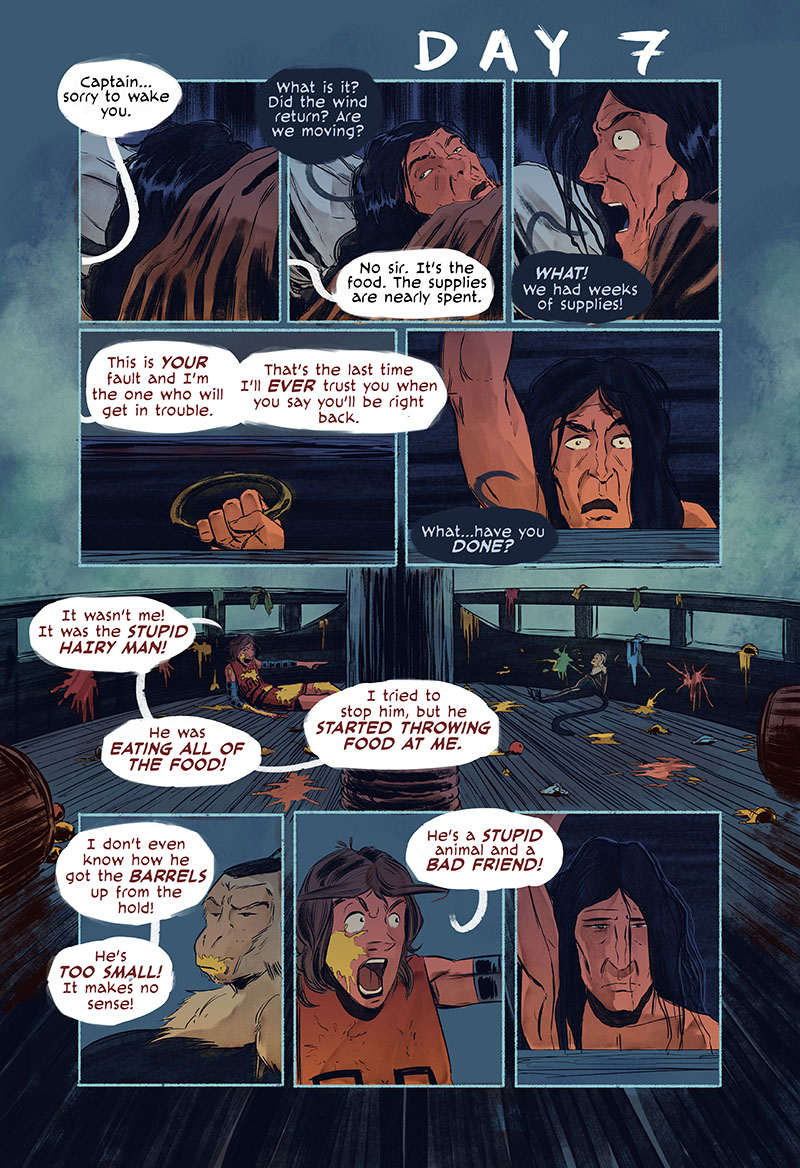 DAY 7
Captain...
sorry to wake
you.
What is it?
Did the wind
return? Are
we moving?
No sir. It's the
food. The supplies
are nearly spent.
WHAT!
We had weeks
of supplies!
This is YOUR
fault and I'm
the one who will
get in trouble.
That's the last time
I'll EVER trust you when
you say you'll be right
back.
What...have you
DONE?
It wasn't me!
It was the STUPID
HAIRY MAN!
He was
EATING ALL OF
THE FOOD!
I tried to
stop him, but he
STARTED THROWING
FOOD AT ME.
I don't even
know how he
got the BARRELS
up from the
hold!
He's
TOO SMALL!
It makes no
sense!
He's a STUPID
animal and a
BAD FRIEND!